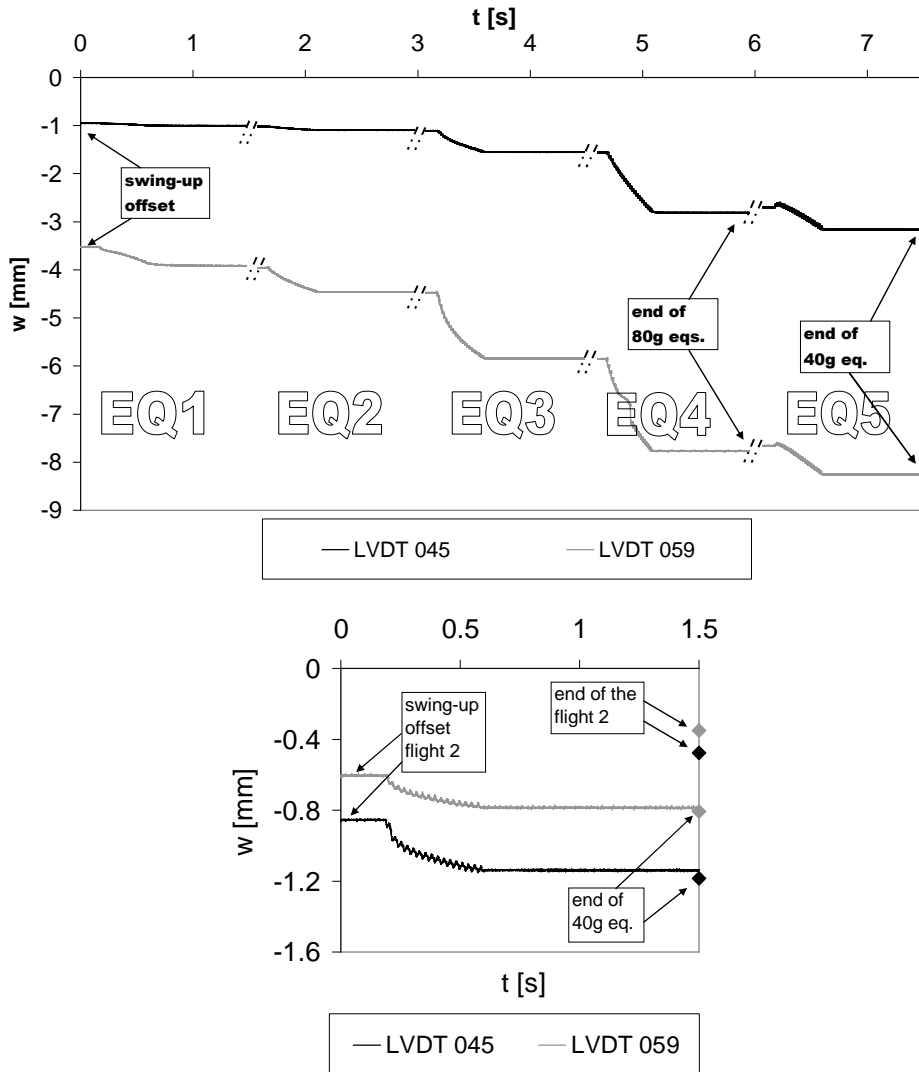 t [s]
0 1 2 3 4 5 6 7
0
-1
-2
-3
-4
-5
-6
-7
-8
-9
w [mm]
swing-up
offset
end of
80g eqs.
end of
40g eq.
EQ1 EQ2 EQ3 EQ4 EQ5
LVDT 045 LVDT 059
0 0.5 1 1.5
0
-0.4
-0.8
-1.2
-1.6
w [mm]
swing-up
offset
flight 2
end of the
flight 2
end of
40g eq.
t [s]
LVDT 045 LVDT 059